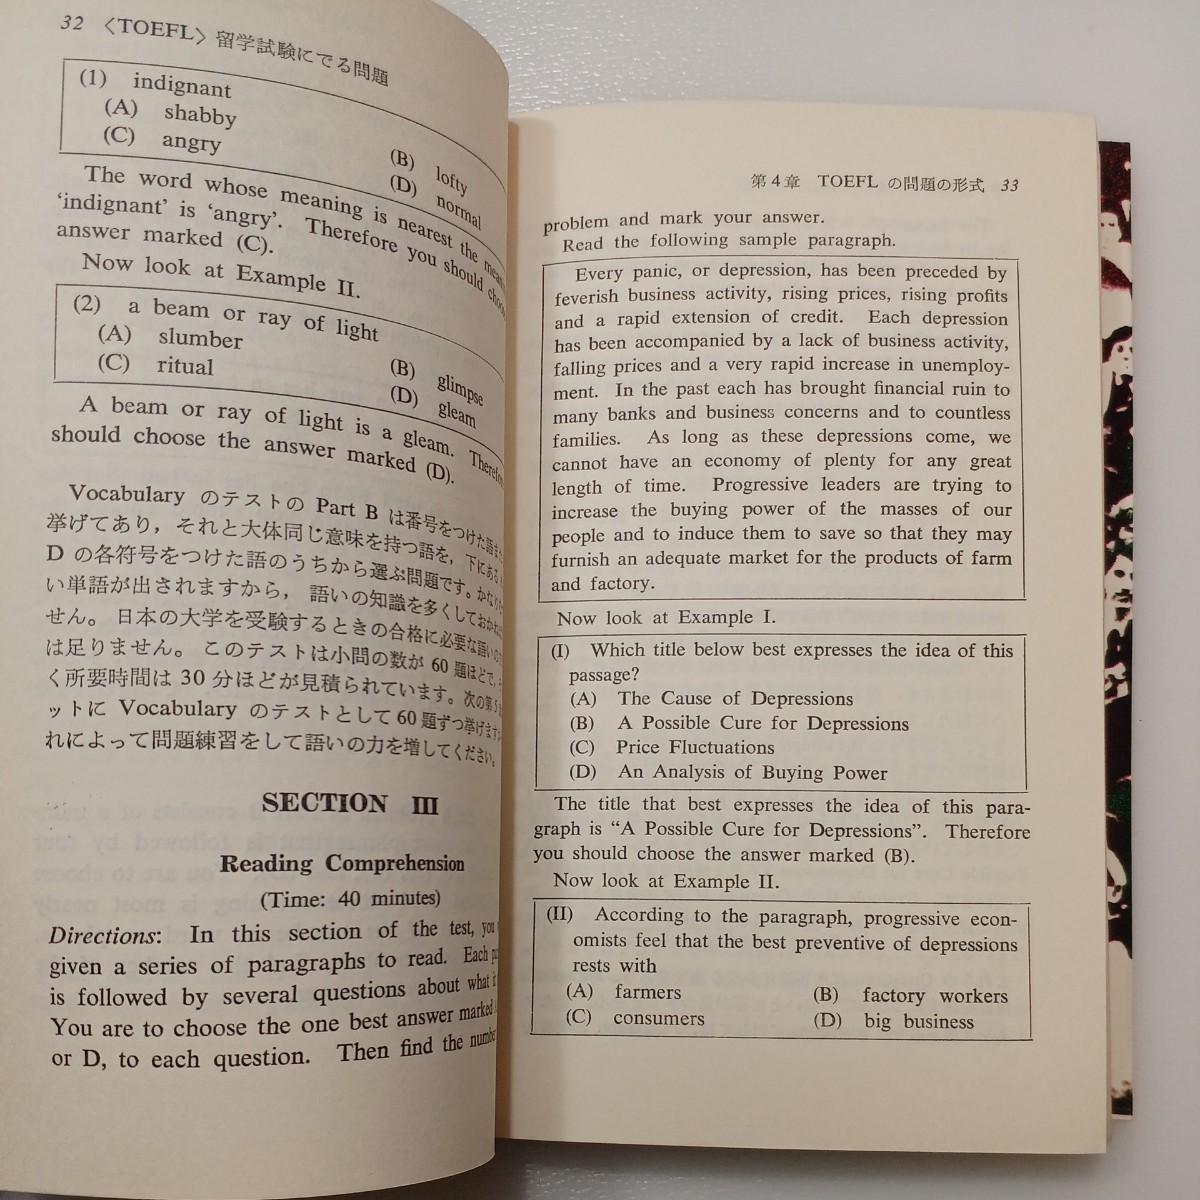 32 〈TOEFL〉留学試験にでる問題
(1) indignant
(A) shabby
(B) lofty
(C) angry
(D) normal
The word whose meaning is nearest the
‘indignant’ is ‘angry’. Therefore you should
answer marked (C).
Now look at Example II.
(2) a beam or ray of light
(A) slumber
(B) glimpse
(C) ritual
(D) gleam
A beam or ray of light is a gleam.
should choose the answer marked (D).
Vocabulary のテストの Part B は番号をつけた語
挙げてあり，それと大体同じ意味を持つ語を，下にある
D の各符号をつけた語のうちから選ぶ問題です。かなり
い単語が出されますから， 語いの知識を多くしておかね
せん。 日本の大学を受験するときの合格に必要な語いの
は足りません。 このテストは小問の数が 60 題ほどで，
く所要時間は 30 分ほどが見積られています。次の第 5
ットに Vocabulary のテストとして 60 題ずつ挙げます
れによって問題練習をして語いの力を増してください。
SECTION III
Reading Comprehension
(Time: 40 minutes)
Directions: In this section of the test, you
given a series of paragraphs to read. Each
is followed by several questions about what
You are to choose the one best answer marked
or D, to each question. Then find the
第 4 章 TOEFL の問題の形式 33
problem and mark your answer.
Read the following sample paragraph.
Every panic, or depression, has been preceded by
feverish business activity, rising prices, rising profits
and a rapid extension of credit. Each depression
has been accompanied by a lack of business activity,
falling prices and a very rapid increase in unemploy-
ment. In the past each has brought financial ruin to
many banks and business concerns and to countless
families. As long as these depressions come, we
cannot have an economy of plenty for any great
length of time. Progressive leaders are trying to
increase the buying power of the masses of our
people and to induce them to save so that they may
furnish an adequate market for the products of farm
and factory.
Now look at Example I.
(I) Which title below best expresses the idea of this
passage?
(A) The Cause of Depressions
(B) A Possible Cure for Depressions
(C) Price Fluctuations
(D) An Analysis of Buying Power
The title that best expresses the idea of this para-
graph is “A Possible Cure for Depressions”. Therefore
you should choose the answer marked (B).
Now look at Example II.
(II) According to the paragraph, progressive econ-
omists feel that the best preventive of depressions
rests with
(A) farmers (B) factory workers
(C) consumers (D) big business